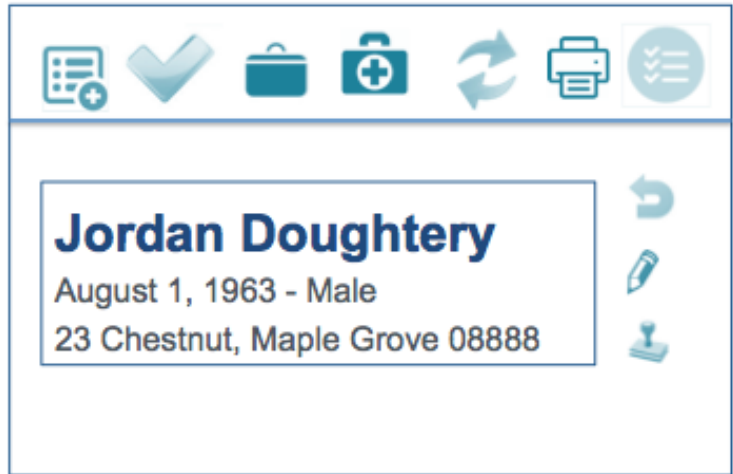 Jordan Doughtery
August 1, 1963 - Male
23 Chestnut, Maple Grove 08888